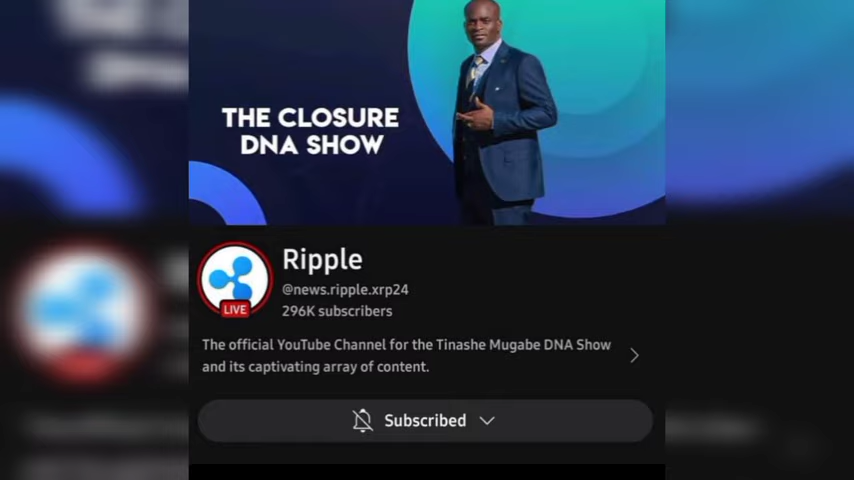 THE CLOSURE
DNA SHOW
Ripple
LIVE
@news.ripple.xrp24
296K subscribers
The official YouTube Channel for the Tinashe Mugabe DNA Show
and its captivating array of content.
Subscribed